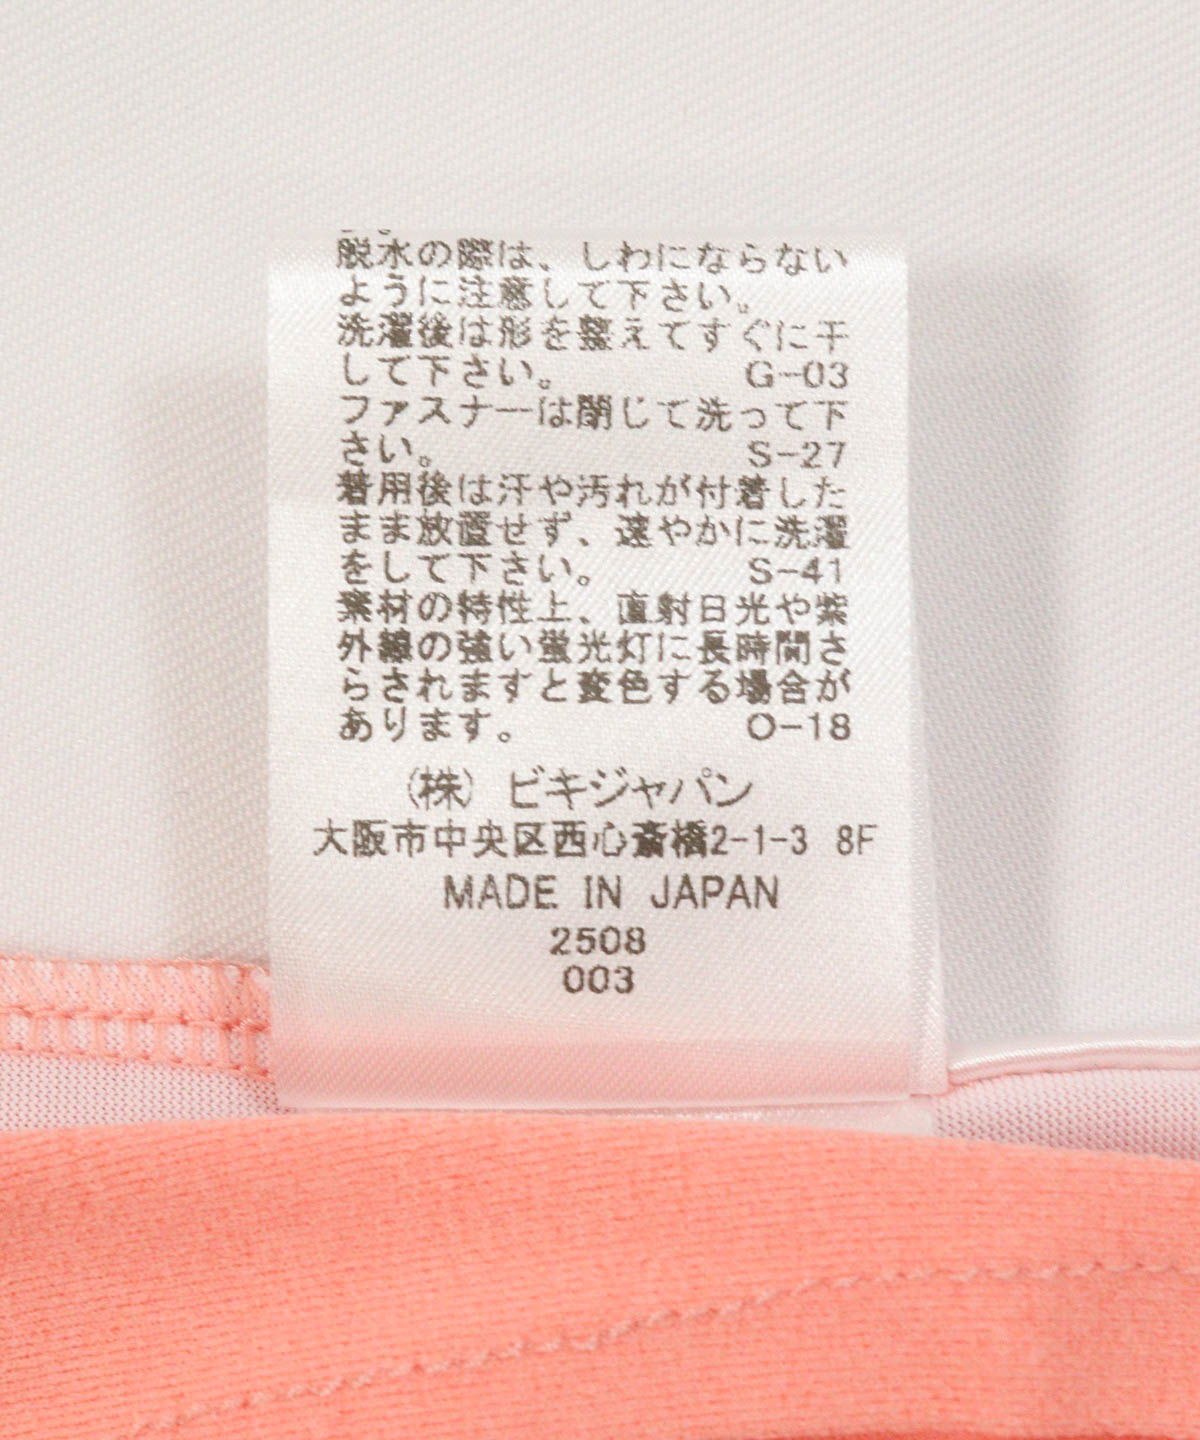 脱水の際は、しわにならない
ように注意して下さい。
洗濯後は形を整えてすぐに干
して下さい。 G-03
ファスナーは閉じて洗って下
さい。 S-27
着用後は汗や汚れが付着した
まま放置せず、速やかに洗濯
をして下さい。 S-41
素材の特性上、直射日光や紫
外線の強い蛍光灯に長時間さ
らされますと変色する場合が
あります。 O-18
(株) ビキジャパン
大阪市中央区西心斎橋2-1-3 8F
MADE IN JAPAN
2508
003